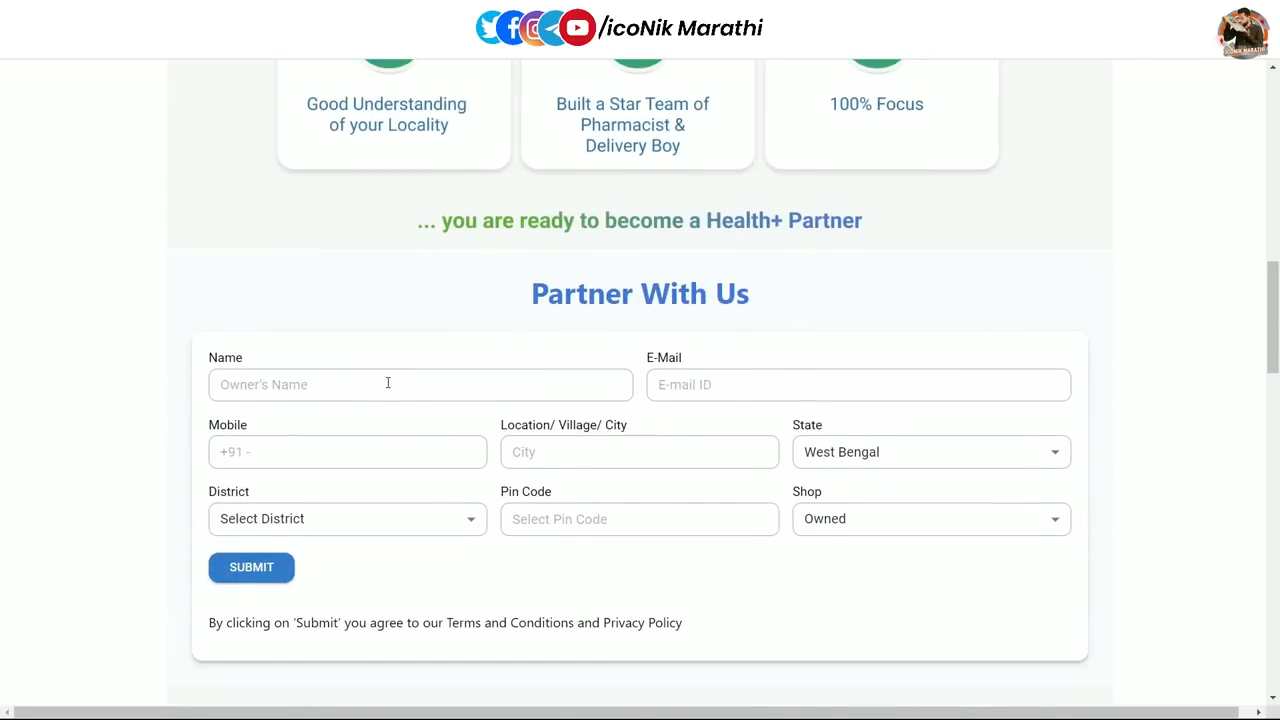 /icoNik Marathi
ICONIK MARATHI
Good Understanding
of your Locality
Built a Star Team of
Pharmacist &
Delivery Boy
100% Focus
... you are ready to become a Health+ Partner
Partner With Us
Name
E-Mail
Owner's Name
E-mail ID
Mobile
Location/ Village/ City
State
+91 -
City
West Bengal
District
Pin Code
Shop
Select District
Select Pin Code
Owned
SUBMIT
By clicking on 'Submit' you agree to our Terms and Conditions and Privacy Policy